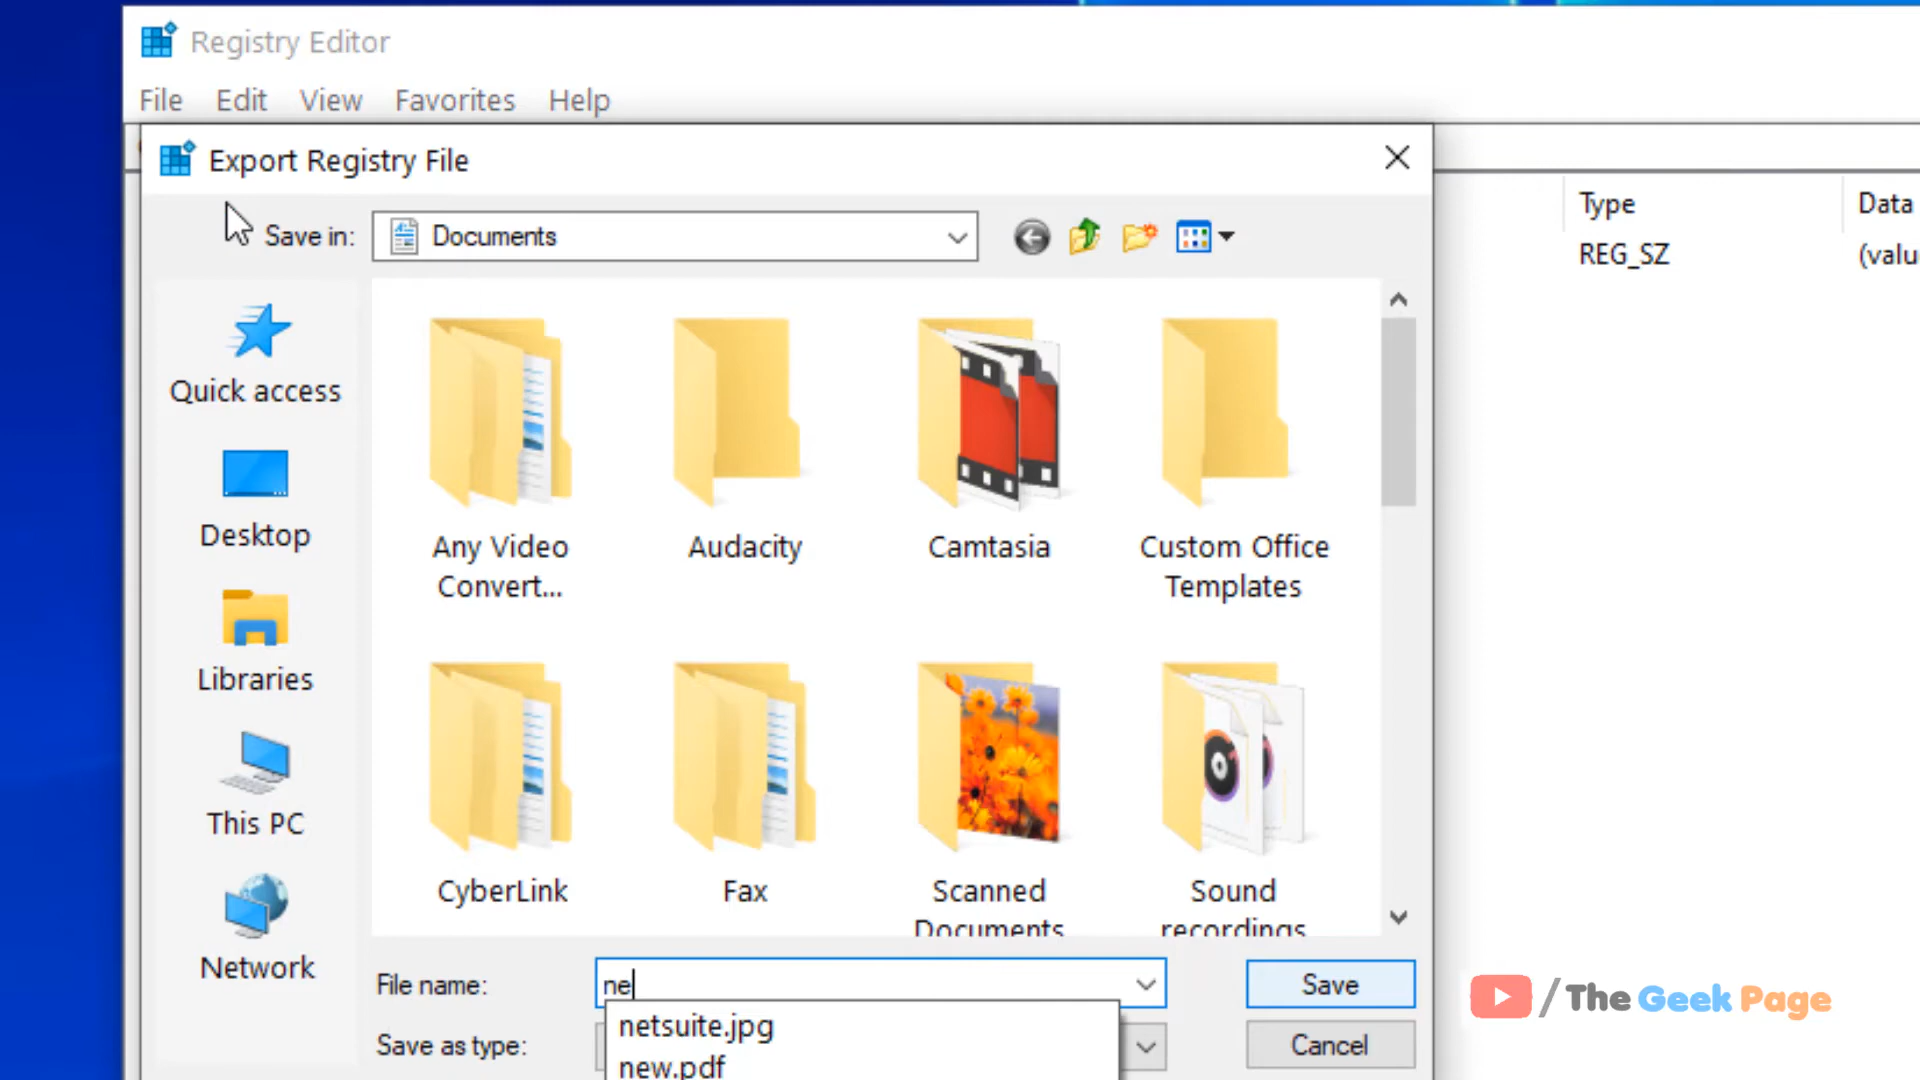 Registry Editor
File Edit View Favorites Help
Export Registry File
Type Data
Save in: Documents
REG_SZ (valu
Quick access
Desktop
Libraries
This PC
Network
Any Video Convert...
Audacity
Camtasia
Custom Office Templates
CyberLink
Fax
Scanned Documents
Sound recordings
File name: ne
Save
netsuite.jpg
Save as type:
new.pdf
Cancel
/The Geek Page